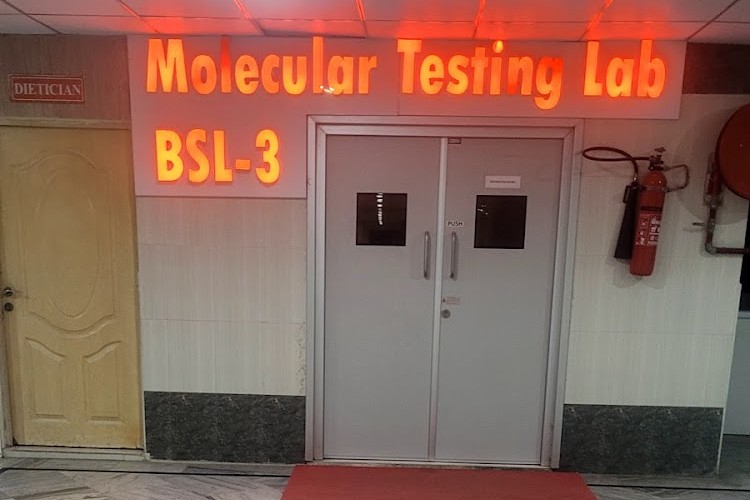 Molecular Testing Lab
BSL-3
DIETICIAN
PUSH